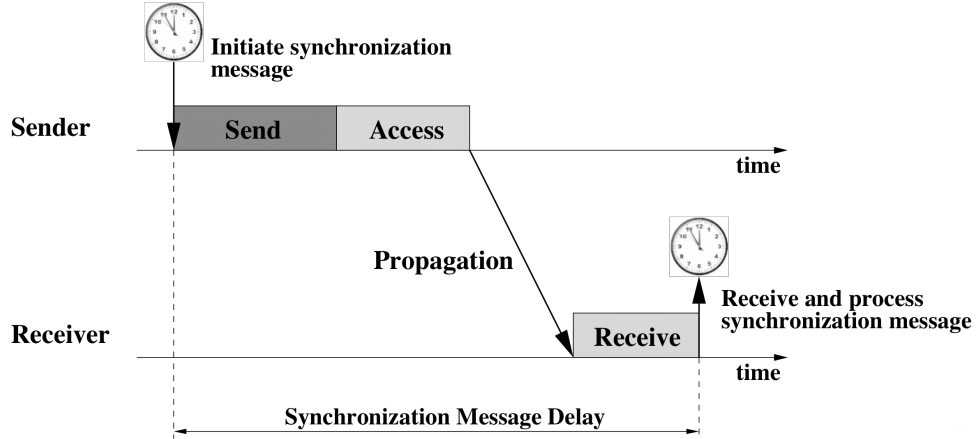 Initiate synchronization
message
Sender
Send
Access
time
Propagation
Receive and process
synchronization message
Receiver
Receive
time
Synchronization Message Delay